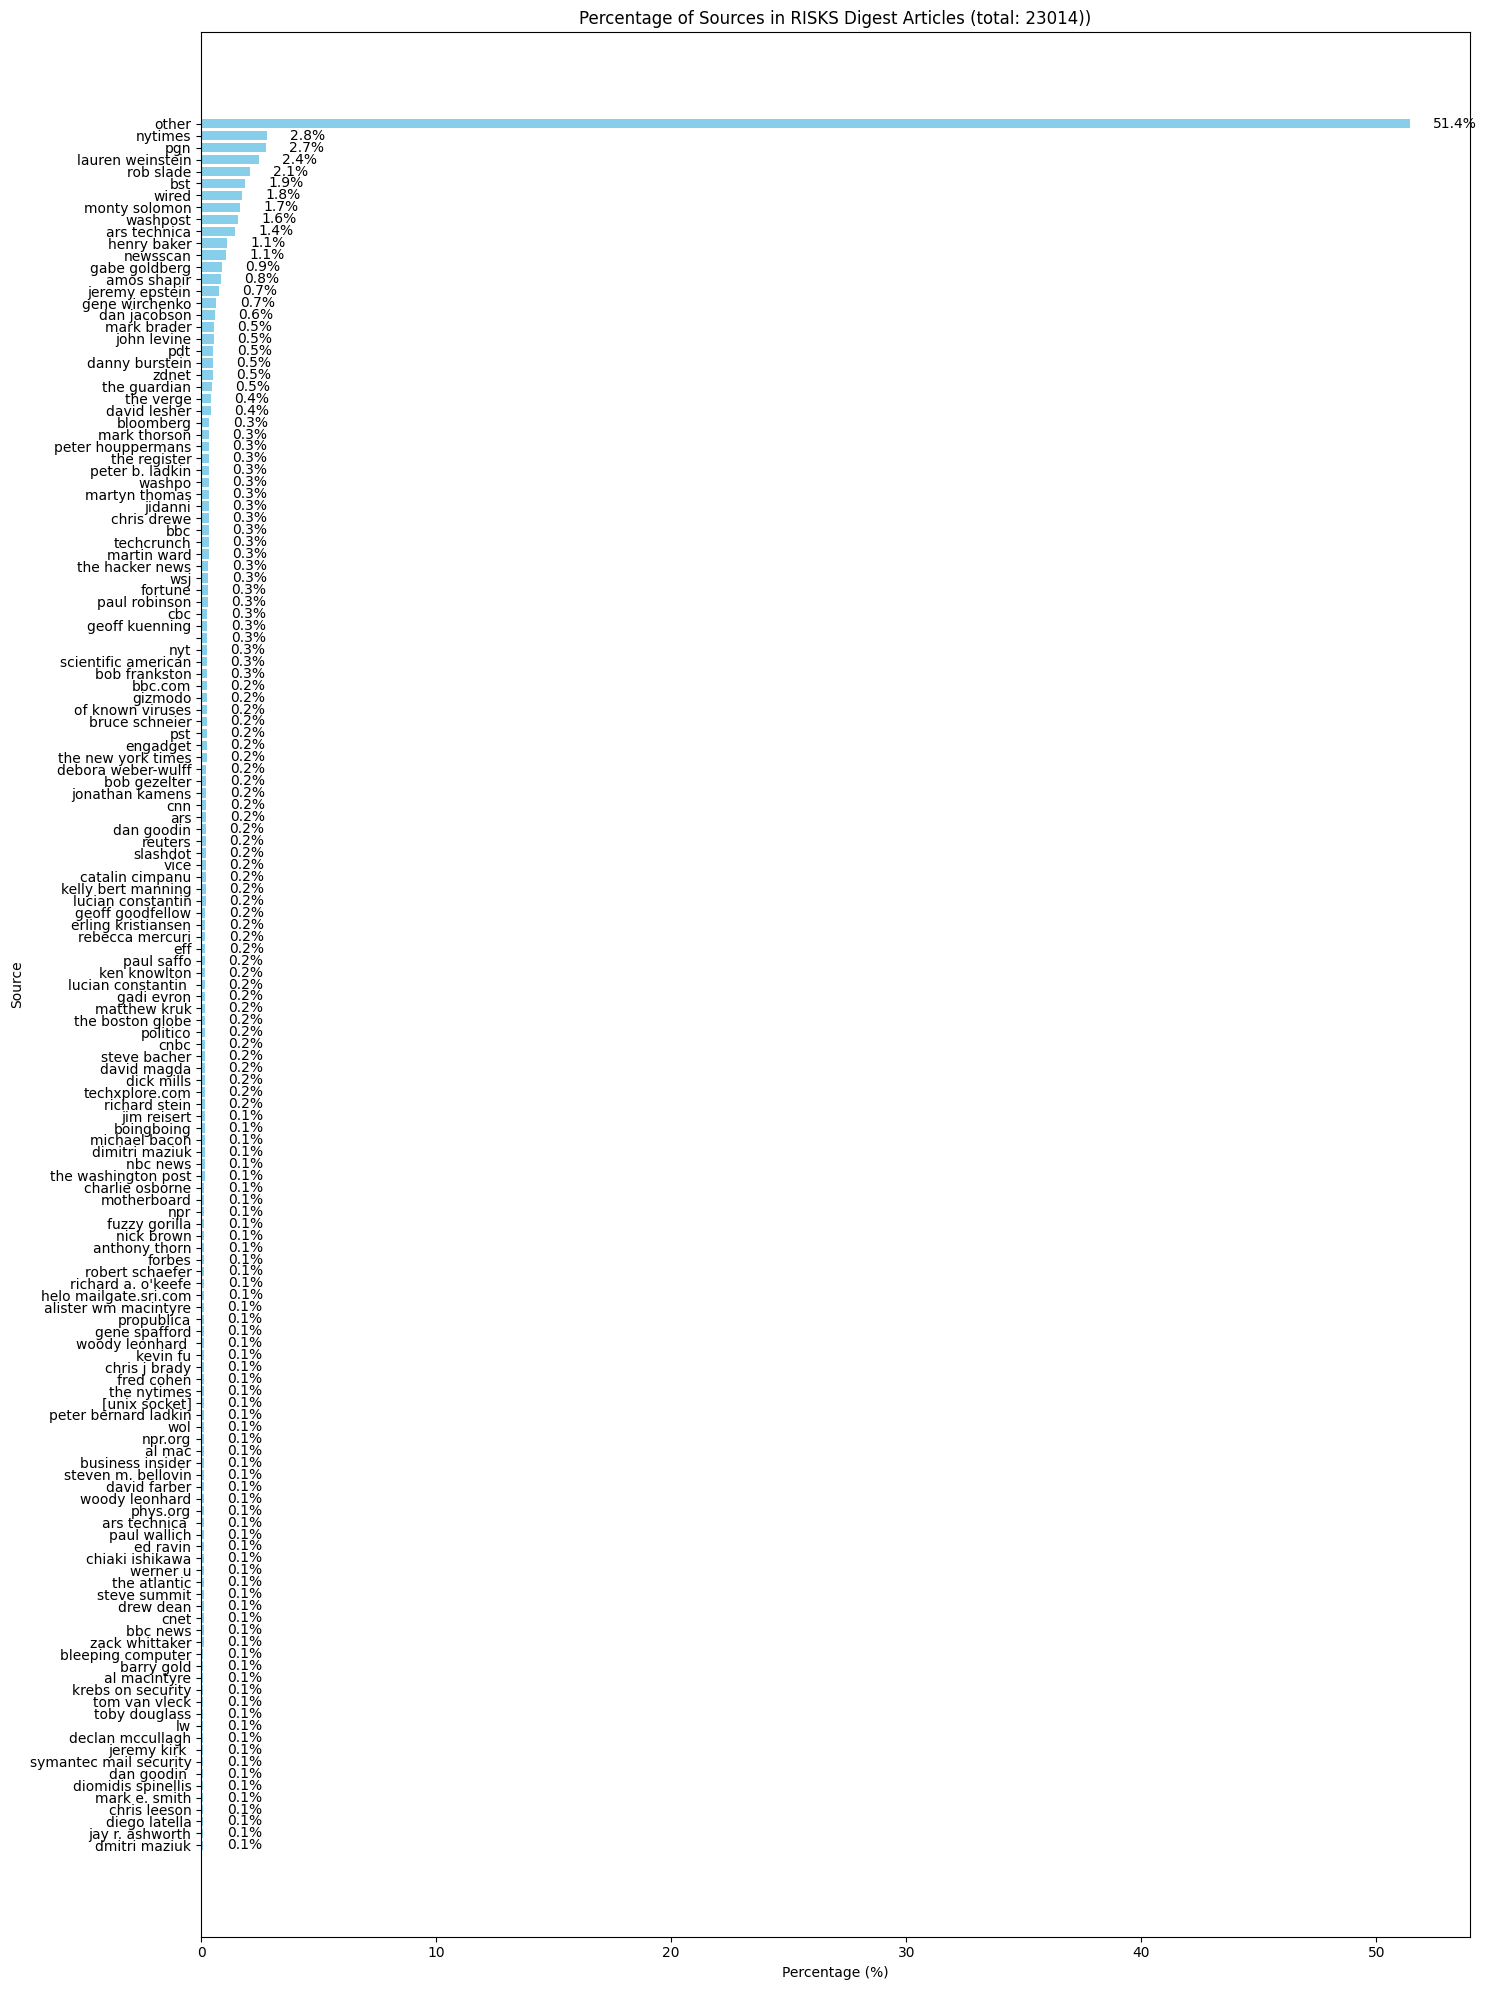 Percentage of Sources in RISKS Digest Articles (total: 23014))
other 51.4%
nytimes 2.8%
pgn 2.7%
lauren weinstein 2.4%
rob slade 2.1%
bst 1.9%
wired 1.8%
monty solomon 1.7%
washpost 1.6%
ars technica 1.4%
henry baker 1.1%
newsscan 1.1%
gabe goldberg 0.9%
amos shapir 0.8%
jeremy epstein 0.7%
gene wirchenko 0.7%
dan jacobson 0.6%
mark brader 0.5%
john levine 0.5%
pdt 0.5%
danny burstein 0.5%
zdnet 0.5%
the guardian 0.5%
the verge 0.4%
david lesher 0.4%
bloomberg 0.3%
mark thorson 0.3%
peter houppermans 0.3%
the register 0.3%
peter b. ladkin 0.3%
washpo 0.3%
martyn thomas 0.3%
jidanni 0.3%
chris drewe 0.3%
bbc 0.3%
techcrunch 0.3%
martin ward 0.3%
the hacker news 0.3%
wsj 0.3%
fortune 0.3%
paul robinson 0.3%
cbc 0.3%
geoff kuenning 0.3%
0.3%
nyt 0.3%
scientific american 0.3%
bob frankston 0.3%
bbc.com 0.2%
gizmodo 0.2%
of known viruses 0.2%
bruce schneier 0.2%
pst 0.2%
engadget 0.2%
the new york times 0.2%
debora weber-wulff 0.2%
bob gezelter 0.2%
jonathan kamens 0.2%
cnn 0.2%
ars 0.2%
dan goodin 0.2%
reuters 0.2%
slashdot 0.2%
vice 0.2%
catalin cimpanu 0.2%
kelly bert manning 0.2%
lucian constantin 0.2%
geoff goodfellow 0.2%
erling kristiansen 0.2%
rebecca mercuri 0.2%
eff 0.2%
paul saffo 0.2%
ken knowlton 0.2%
lucian constantin 0.2%
gadi evron 0.2%
matthew kruk 0.2%
the boston globe 0.2%
politico 0.2%
cnbc 0.2%
steve bacher 0.2%
david magda 0.2%
dick mills 0.2%
techxplore.com 0.2%
richard stein 0.2%
jim reisert 0.1%
boingboing 0.1%
michael bacon 0.1%
dimitri maziuk 0.1%
nbc news 0.1%
the washington post 0.1%
charlie osborne 0.1%
motherboard 0.1%
npr 0.1%
fuzzy gorilla 0.1%
nick brown 0.1%
anthony thorn 0.1%
forbes 0.1%
robert schaefer 0.1%
richard a. o'keefe 0.1%
helo mailgate.sri.com 0.1%
alister wm macintyre 0.1%
propublica 0.1%
gene spafford 0.1%
woody leonhard 0.1%
kevin fu 0.1%
chris j brady 0.1%
fred cohen 0.1%
the nytimes 0.1%
[unix socket] 0.1%
peter bernard ladkin 0.1%
wol 0.1%
npr.org 0.1%
al mac 0.1%
business insider 0.1%
steven m. bellovin 0.1%
david farber 0.1%
woody leonhard 0.1%
phys.org 0.1%
ars technica 0.1%
paul wallich 0.1%
ed ravin 0.1%
chiaki ishikawa 0.1%
werner u 0.1%
the atlantic 0.1%
steve summit 0.1%
drew dean 0.1%
cnet 0.1%
bbc news 0.1%
zack whittaker 0.1%
bleeping computer 0.1%
barry gold 0.1%
al macintyre 0.1%
krebs on security 0.1%
tom van vleck 0.1%
toby douglass 0.1%
lw 0.1%
declan mccullagh 0.1%
jeremy kirk 0.1%
symantec mail security 0.1%
dan goodin 0.1%
diomidis spinellis 0.1%
mark e. smith 0.1%
chris leeson 0.1%
diego latella 0.1%
jay r. ashworth 0.1%
dmitri maziuk 0.1%
Source
0 10 20 30 40 50
Percentage (%)